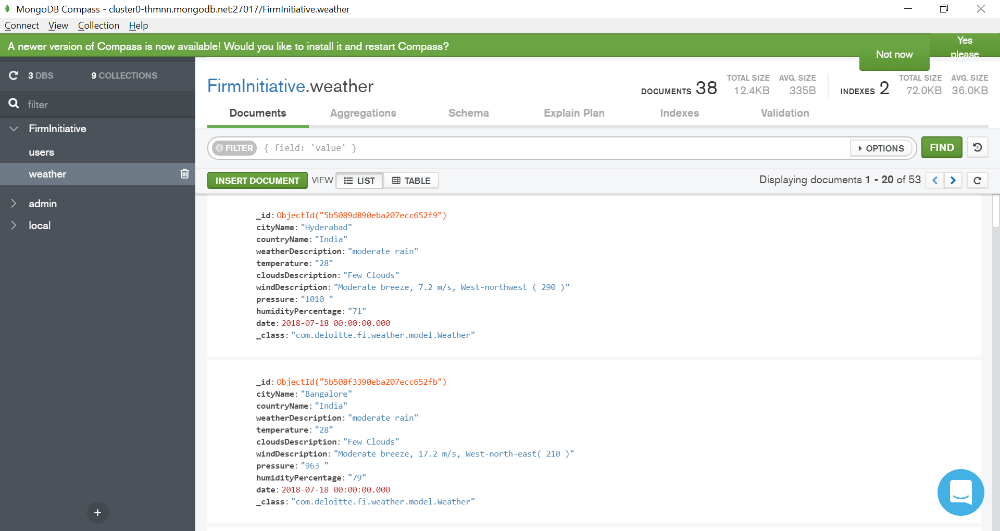 MongoDB Compass - cluster0-thmnn.mongodb.net:27017/FirmInitiative.weather
Connect View Collection Help
A newer version of Compass is now available! Would you like to install it and restart Compass?
Not now
Yes please
3 DBS 9 COLLECTIONS
filter
FirmInitiative
users
weather
admin
local
+
FirmInitiative.weather
DOCUMENTS 38 TOTAL SIZE 12.4KB AVG. SIZE 335B
INDEXES 2 TOTAL SIZE 72.0KB AVG. SIZE 36.0KB
Documents Aggregations Schema Explain Plan Indexes Validation
FILTER { field: 'value' } OPTIONS FIND
INSERT DOCUMENT VIEW LIST TABLE Displaying documents 1 - 20 of 53
_id: ObjectId("5b5089d890eba207ecc652f9")
cityName: "Hyderabad"
countryName: "India"
weatherDescription: "moderate rain"
temperature: "28"
cloudsDescription: "Few Clouds"
windDescription: "Moderate breeze, 7.2 m/s, West-northwest ( 290 )"
pressure: "1010 "
humidityPercentage: "71"
date: 2018-07-18 00:00:00.000
_class: "com.deloitte.fi.weather.model.Weather"
_id: ObjectId("5b508f3390eba207ecc652fb")
cityName: "Bangalore"
countryName: "India"
weatherDescription: "moderate rain"
temperature: "28"
cloudsDescription: "Few Clouds"
windDescription: "Moderate breeze, 17.2 m/s, West-north-east( 210 )"
pressure: "963 "
humidityPercentage: "79"
date: 2018-07-18 00:00:00.000
_class: "com.deloitte.fi.weather.model.Weather"